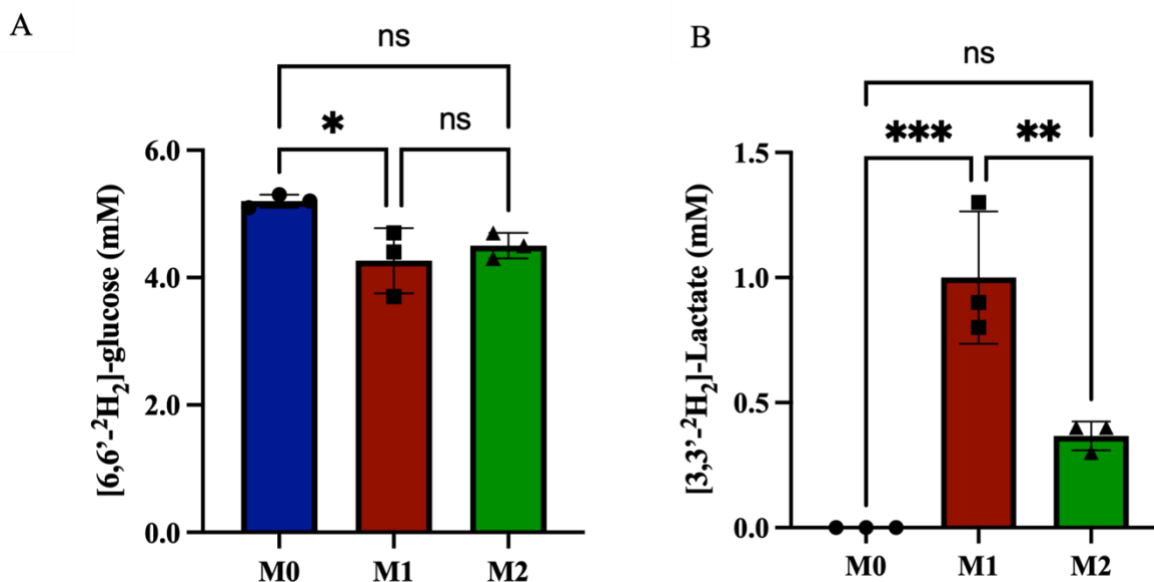 A
ns
*
ns
[6,6’-²H₂]-glucose (mM)
6.0
4.0
2.0
0.0
M0 M1 M2
B
ns
*** **
[3,3’-²H₂]-Lactate (mM)
1.5
1.0
0.5
0.0
M0 M1 M2